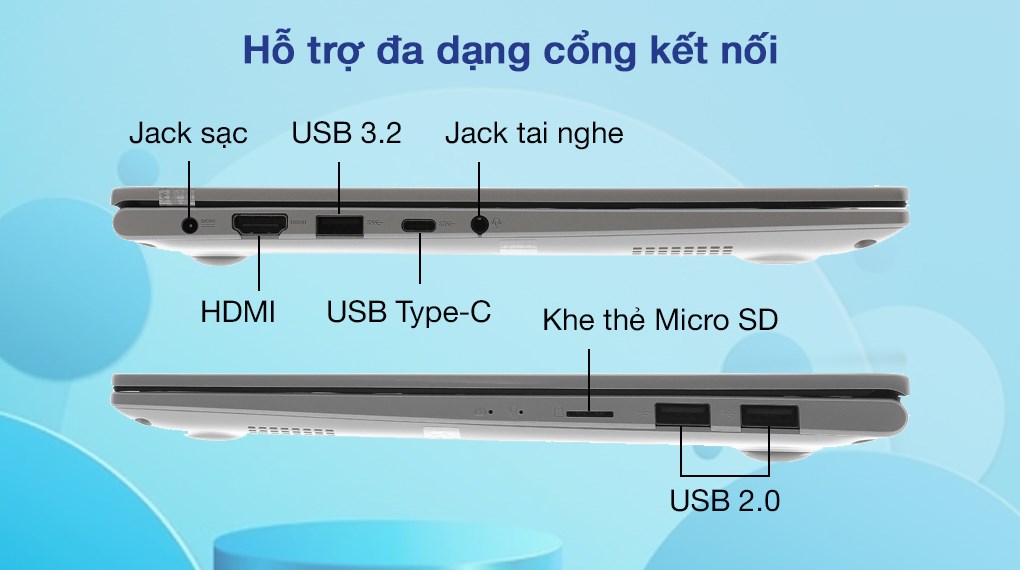 Hỗ trợ đa dạng cổng kết nối
Jack sạc USB 3.2 Jack tai nghe
HDMI USB Type-C
Khe thẻ Micro SD
USB 2.0